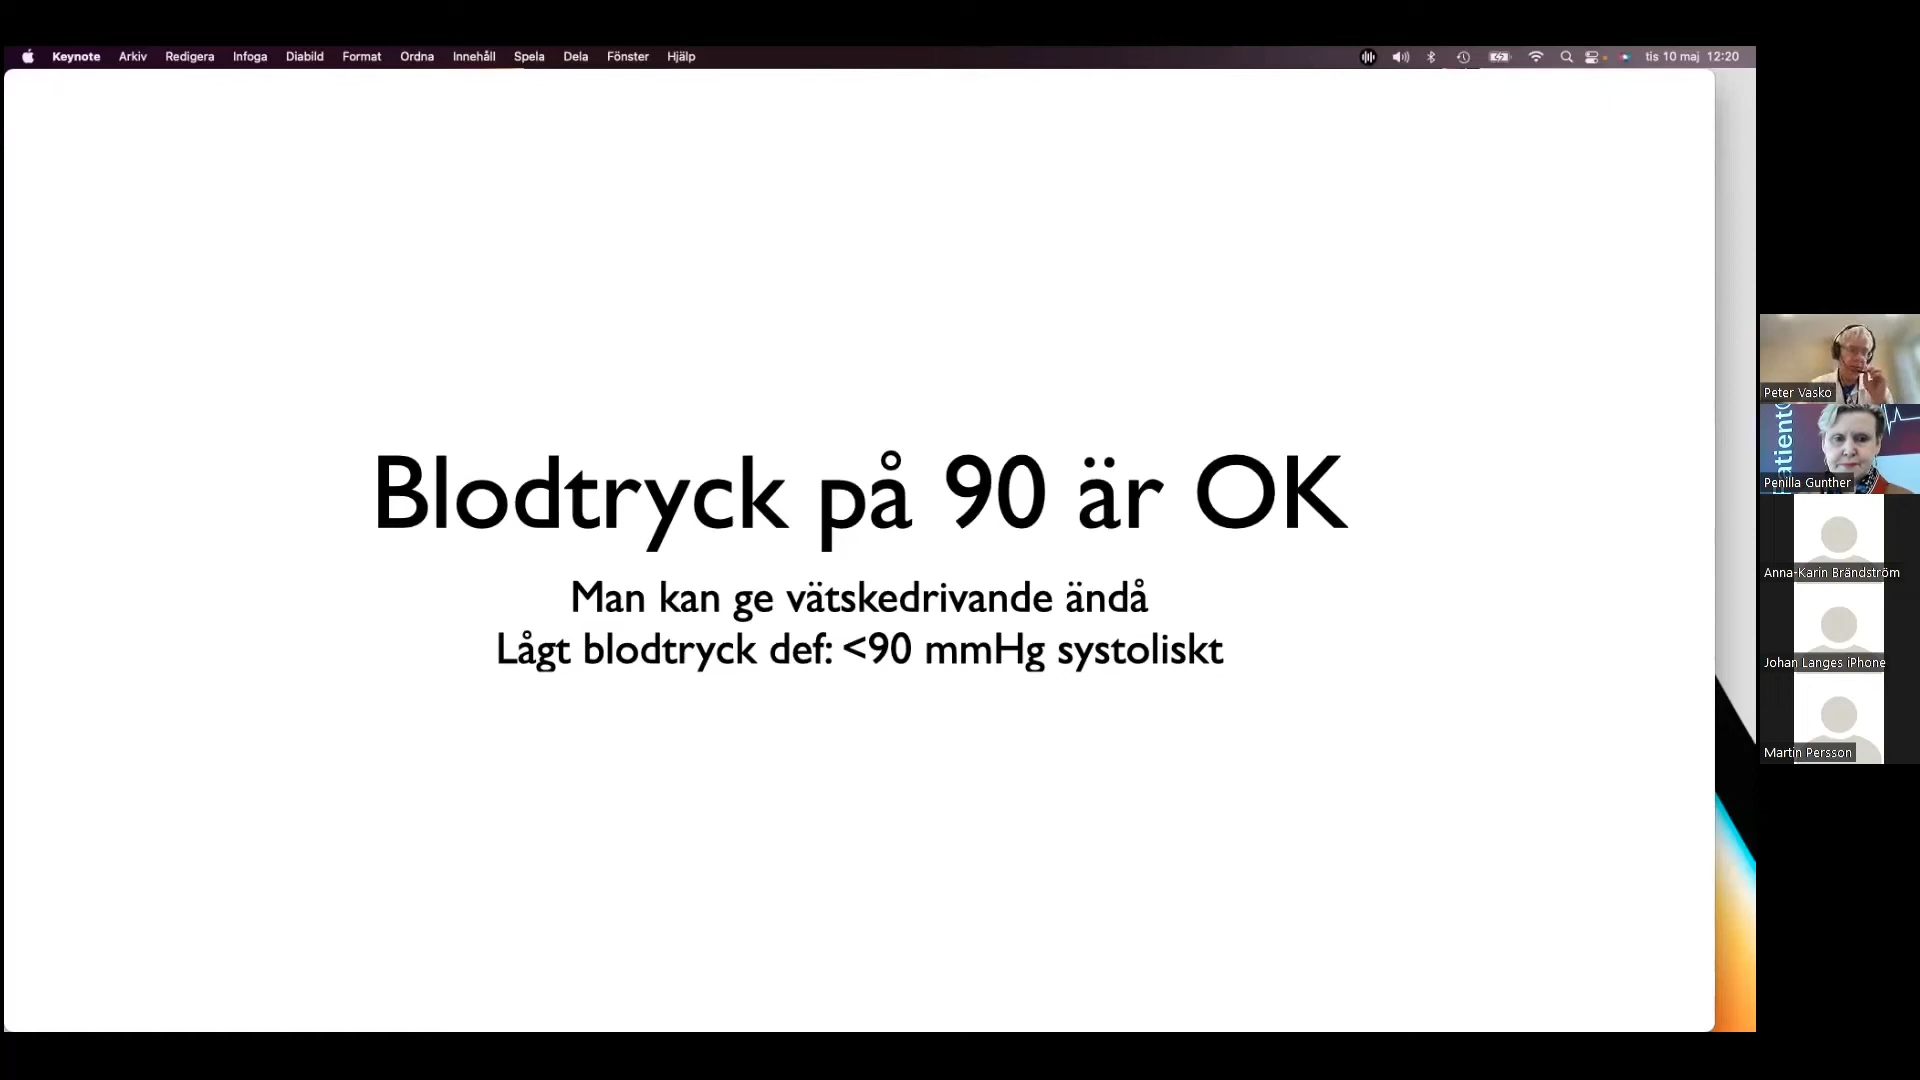 Keynote Arkiv Redigera Infoga Diabild Format Ordna Innehåll Spela Dela Fönster Hjälp tis 10 maj 12:20
Blodtryck på 90 är OK
Man kan ge vätskedrivande ändå
Lågt blodtryck def: <90 mmHg systoliskt
Peter Vasko
Penilla Gunther
Anna-Karin Brändström
Johan Langes iPhone
Martin Persson